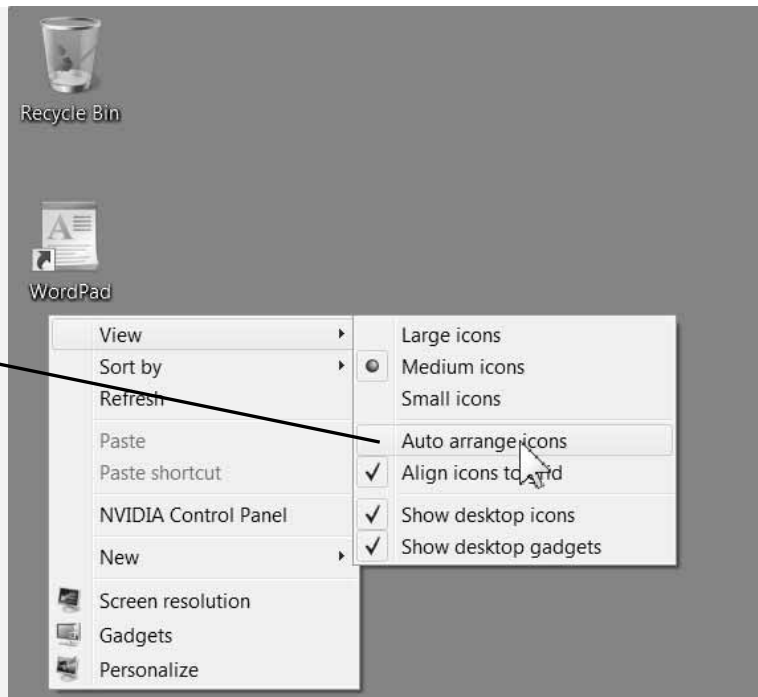 Recycle Bin
WordPad
View
Sort by
Refresh
Paste
Paste shortcut
NVIDIA Control Panel
New
Screen resolution
Gadgets
Personalize
Large icons
Medium icons
Small icons
Auto arrange icons
Align icons to grid
Show desktop icons
Show desktop gadgets